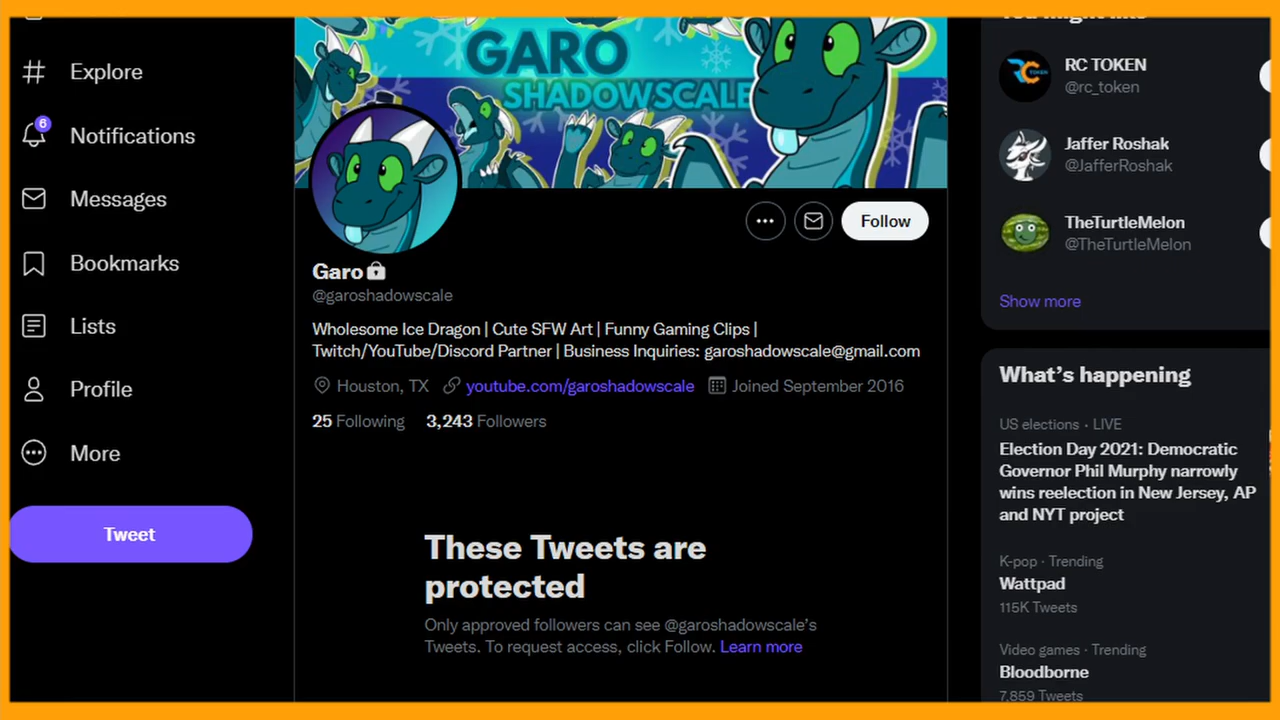 Explore
6
Notifications
Messages
Bookmarks
Lists
Profile
More
Tweet
GARO
SHADOWSCALE
Follow
Garo
@garoshadowscale
Wholesome Ice Dragon | Cute SFW Art | Funny Gaming Clips |
Twitch/YouTube/Discord Partner | Business Inquiries: garoshadowscale@gmail.com
Houston, TX youtube.com/garoshadowscale Joined September 2016
25 Following 3,243 Followers
These Tweets are
protected
Only approved followers can see @garoshadowscale's
Tweets. To request access, click Follow. Learn more
You might like
RC TOKEN
@rc_token
Jaffer Roshak
@JafferRoshak
TheTurtleMelon
@TheTurtleMelon
Show more
What's happening
US elections · LIVE
Election Day 2021: Democratic
Governor Phil Murphy narrowly
wins reelection in New Jersey, AP
and NYT project
K-pop · Trending
Wattpad
115K Tweets
Video games · Trending
Bloodborne
7,859 Tweets